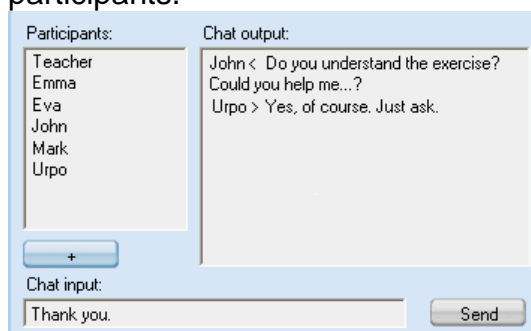 participants.
Participants:
Teacher
Emma
Eva
John
Mark
Urpo
+
Chat output:
John < Do you understand the exercise?
Could you help me...?
Urpo > Yes, of course. Just ask.
Chat input:
Thank you.
Send